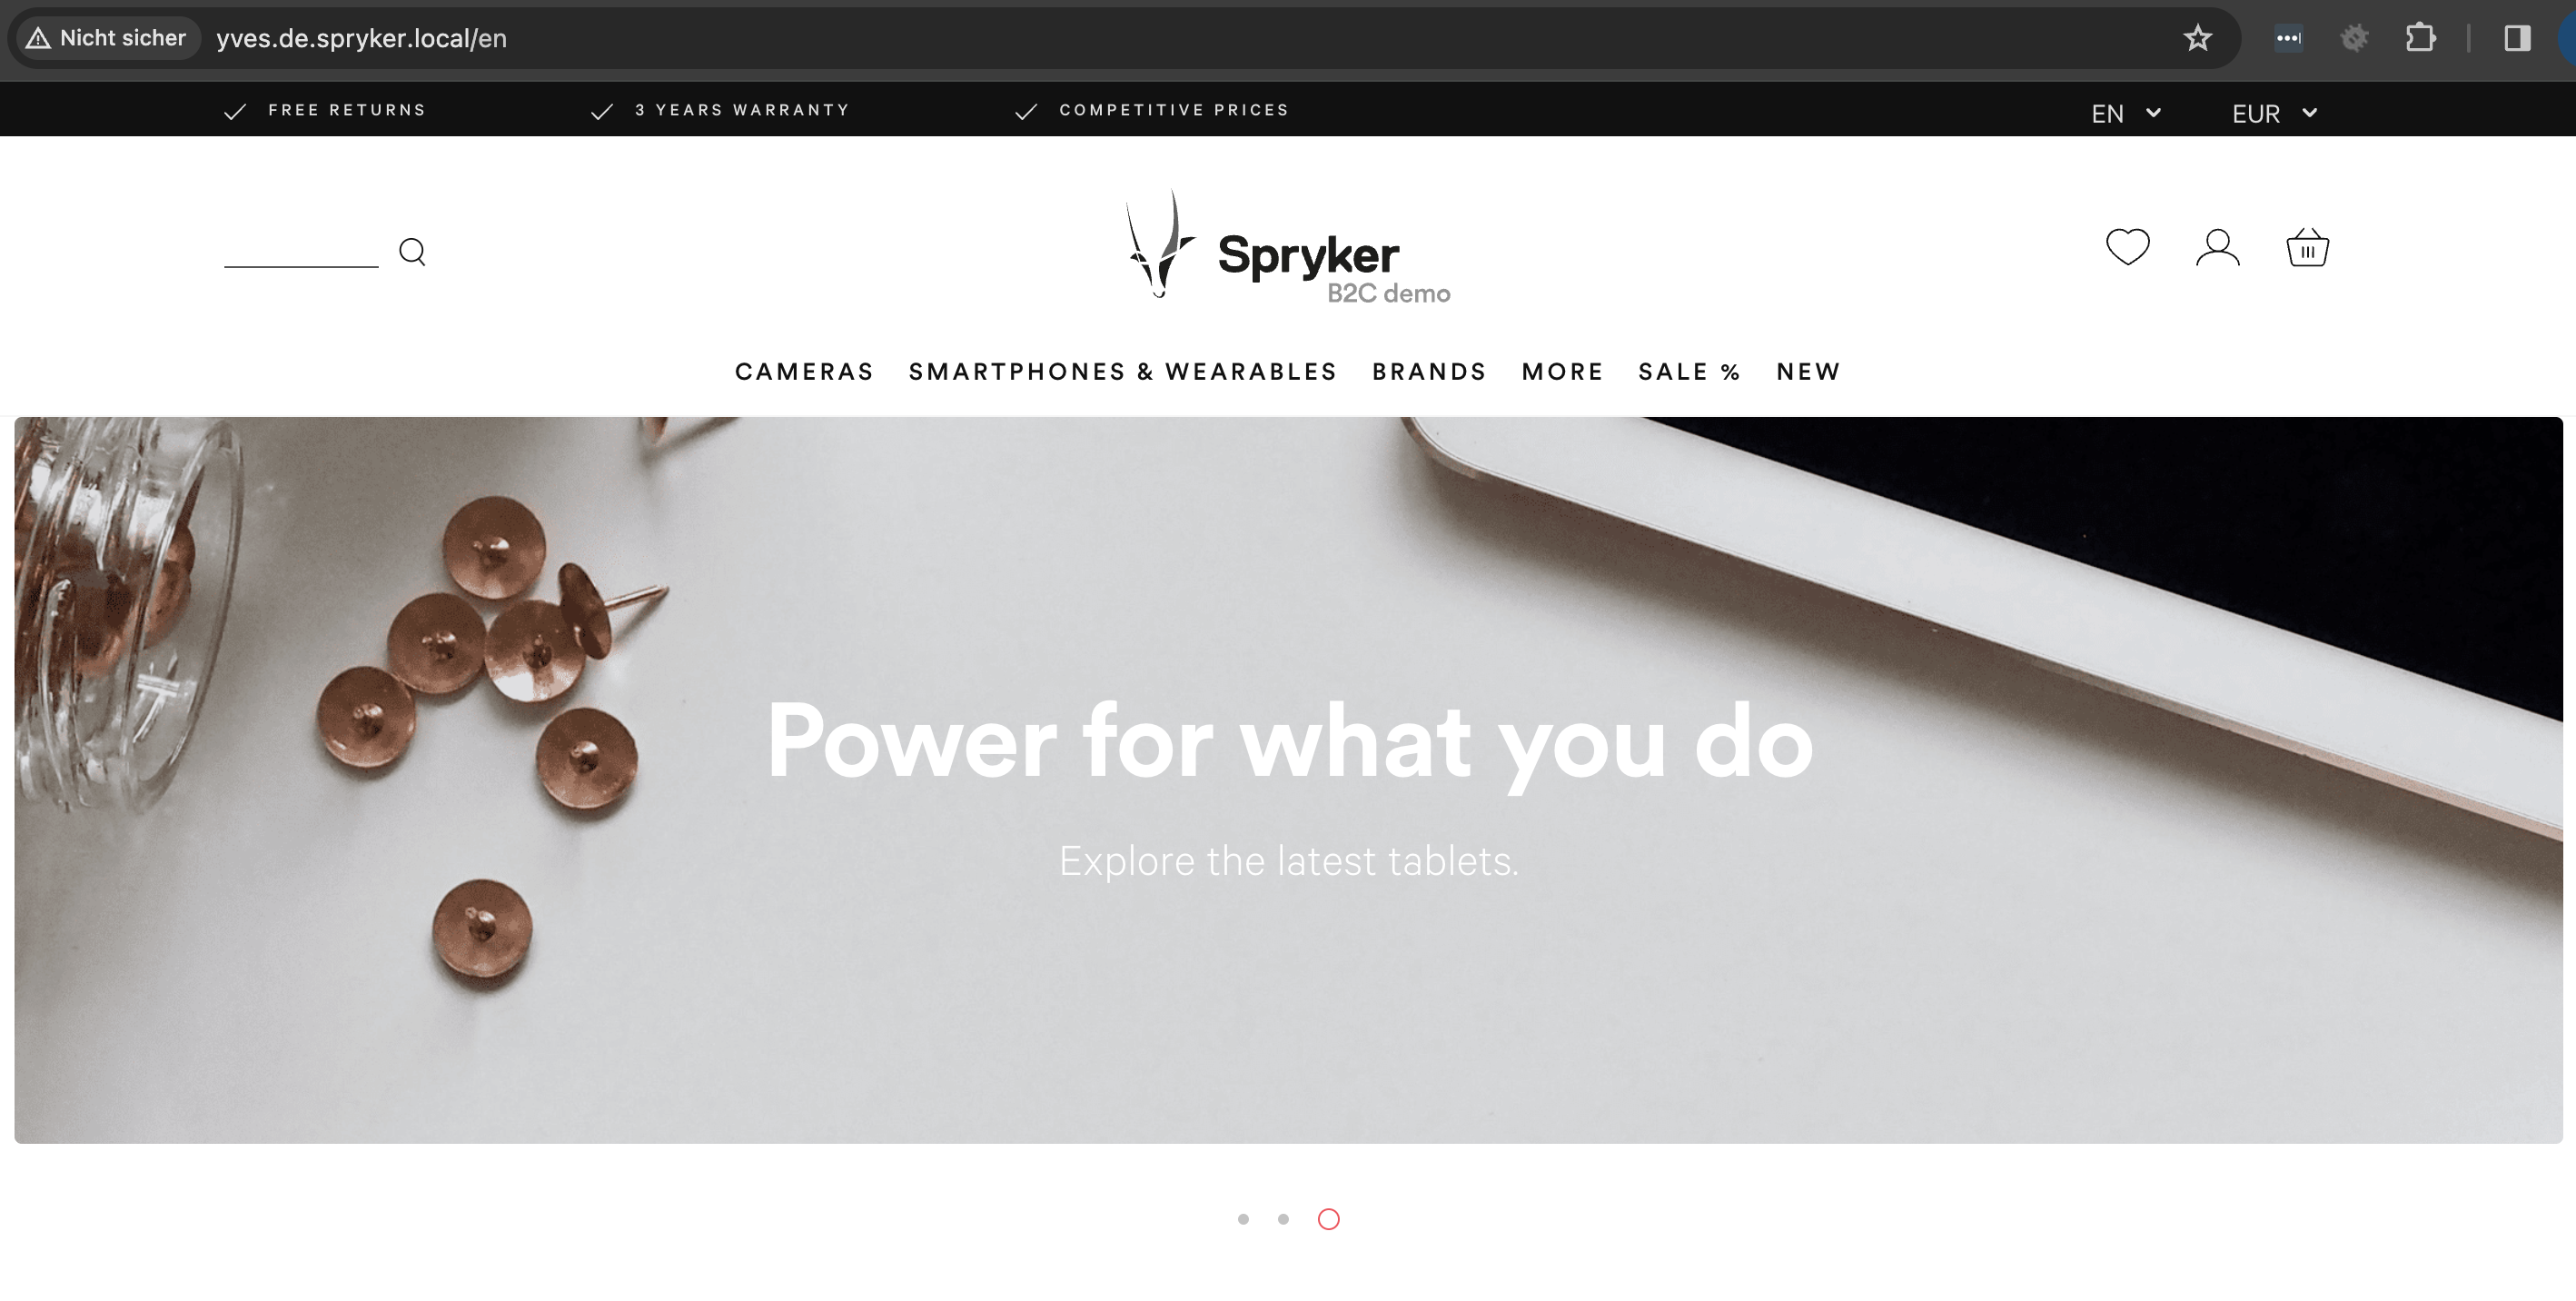 Nicht sicher yves.de.spryker.local/en
FREE RETURNS 3 YEARS WARRANTY COMPETITIVE PRICES EN EUR
Spryker
B2C demo
CAMERAS SMARTPHONES & WEARABLES BRANDS MORE SALE % NEW
Power for what you do
Explore the latest tablets.